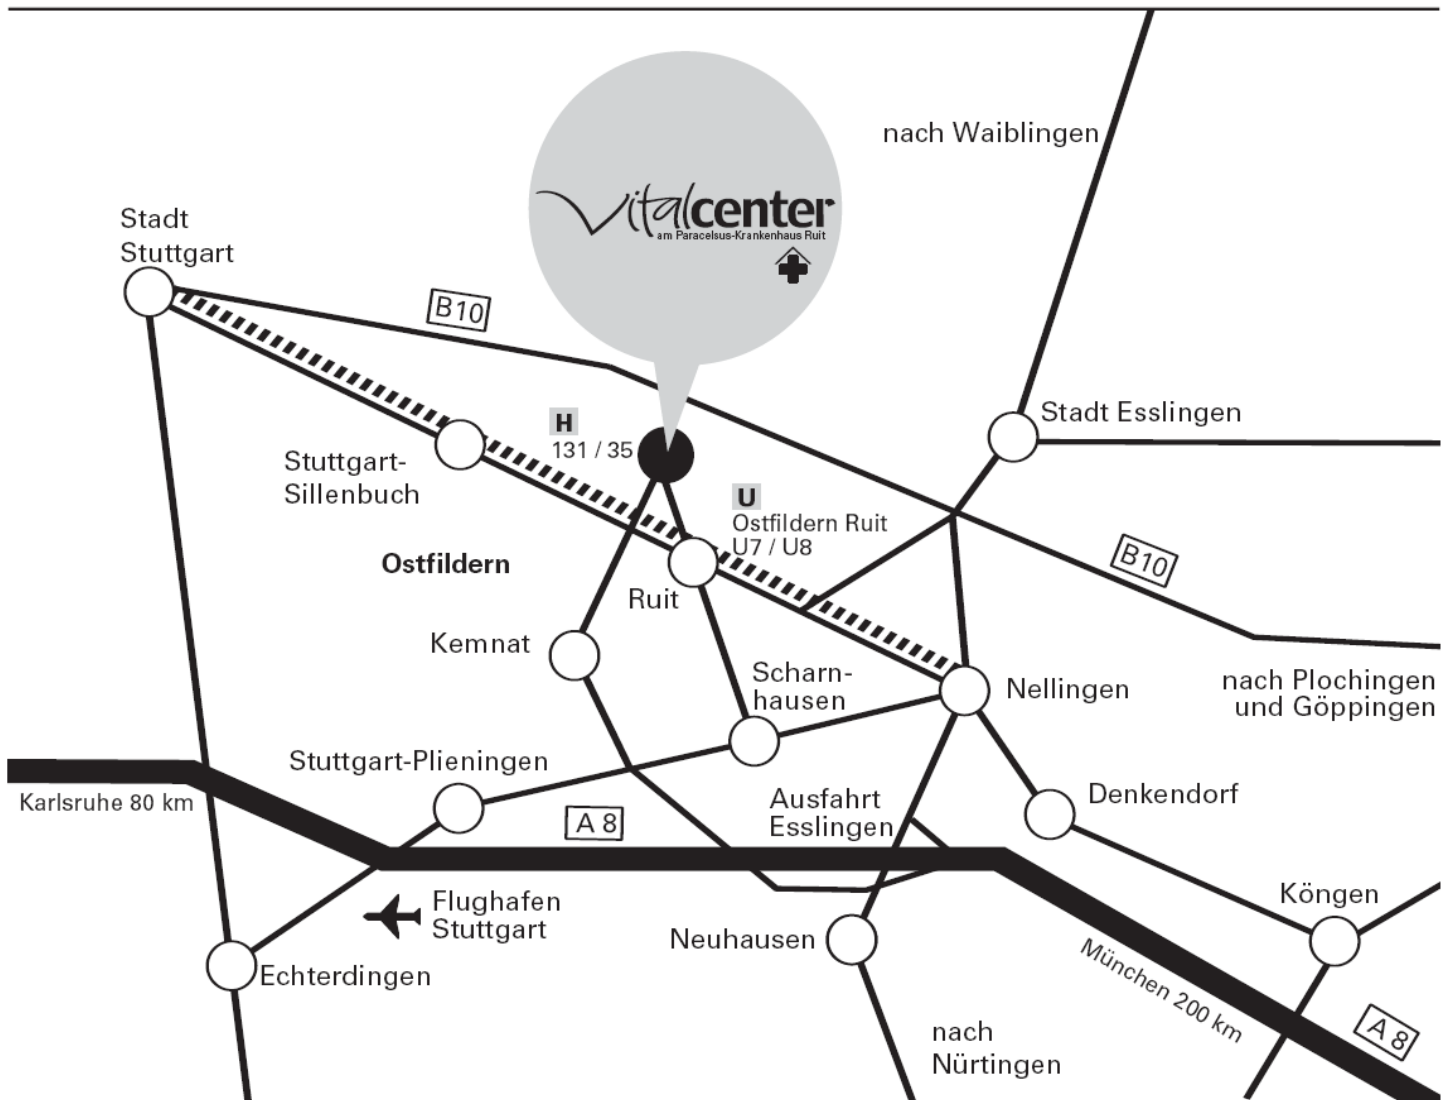 nach Waiblingen
Vitalcenter
am Paracelsus-Krankenhaus Ruit
Stadt
Stuttgart
B10
H
131 / 35
Stadt Esslingen
Stuttgart-
Sillenbuch
U
Ostfildern Ruit
U7 / U8
Ostfildern
B10
Ruit
Kemnat
Scharn-
hausen
Nellingen
nach Plochingen
und Göppingen
Stuttgart-Plieningen
Karlsruhe 80 km
A 8
Ausfahrt
Esslingen
Denkendorf
Flughafen
Stuttgart
Köngen
Neuhausen
Echterdingen
München 200 km
A 8
nach
Nürtingen